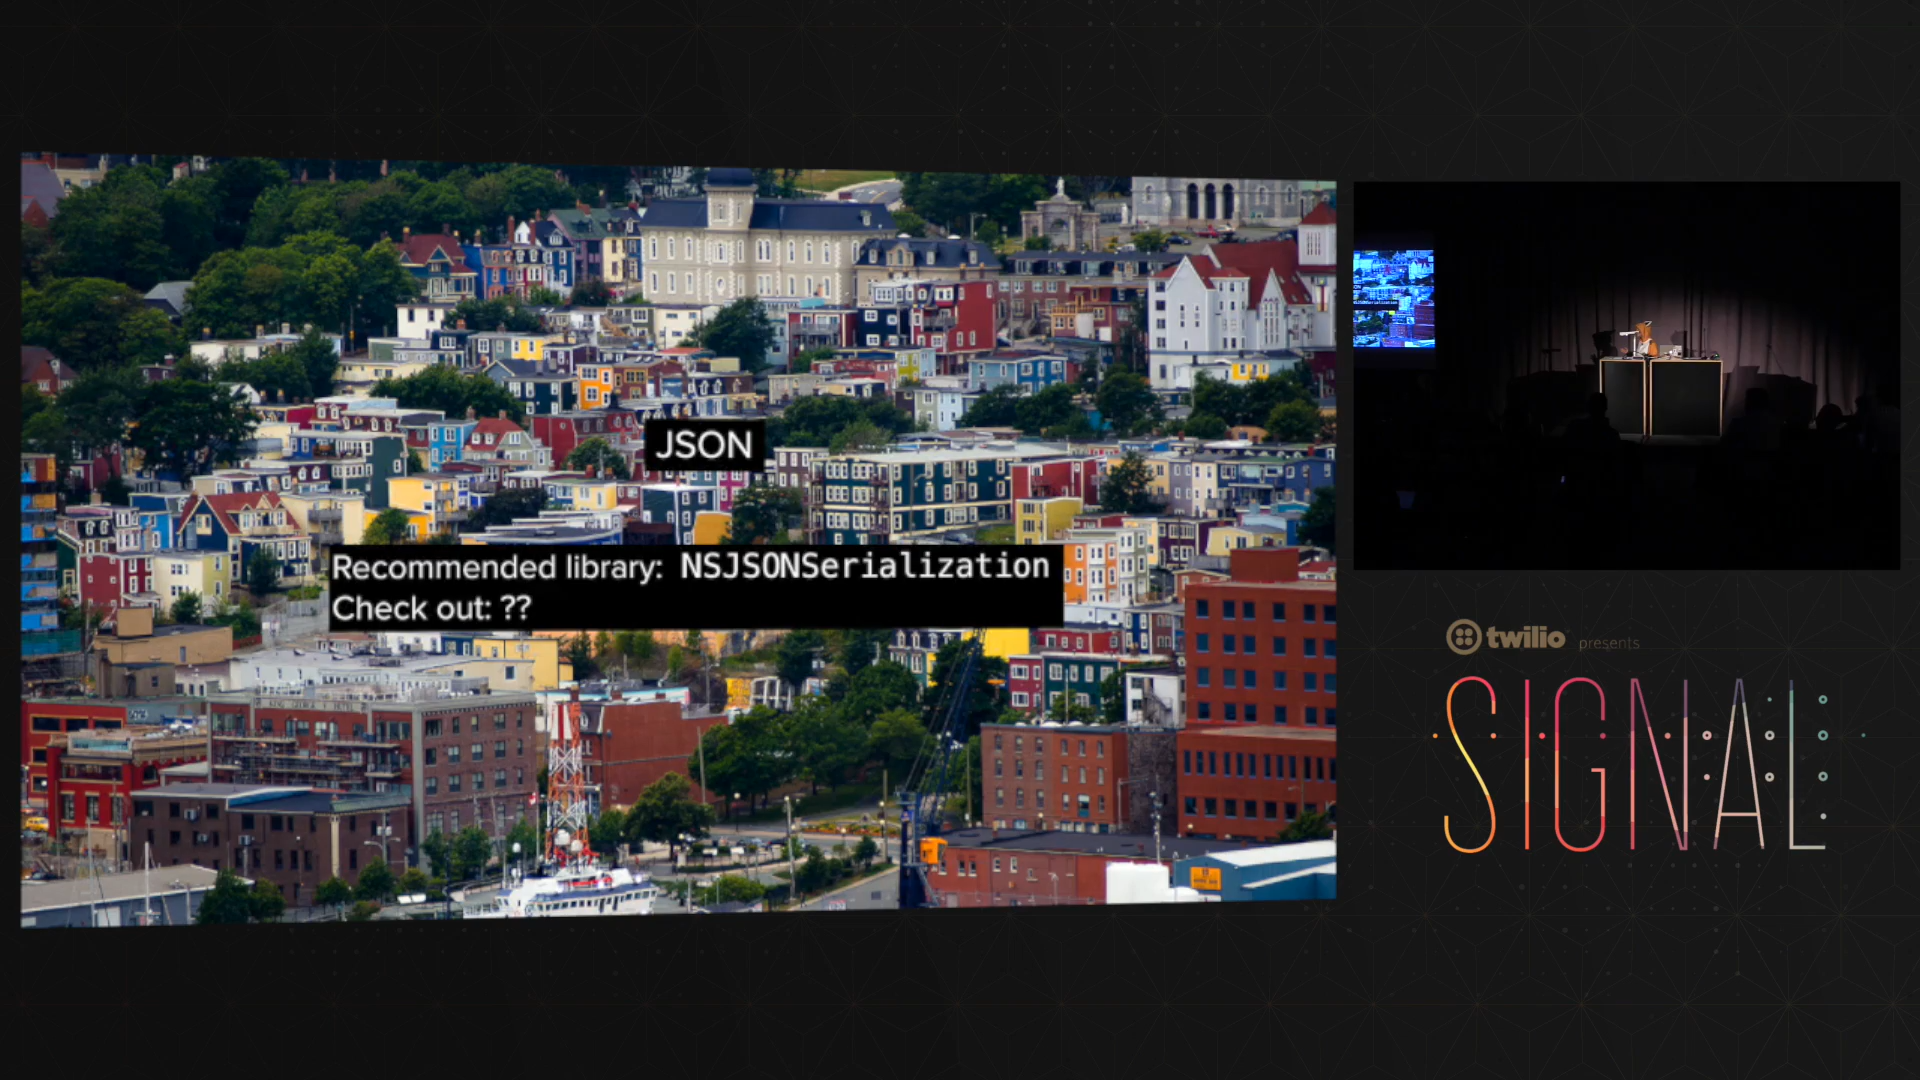 JSON
Recommended library: NSJSONSerialization
Check out: ??
twilio presents
SIGNAL